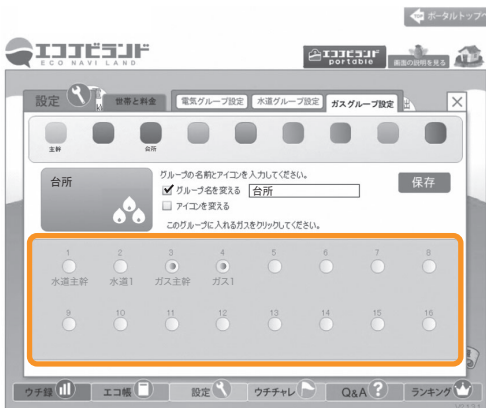 ポータルトップへ
エココビランド
ECO NAVI LAND
エココビランド
portable
画面の説明を見る
設定
世帯と料金
電気グループ設定
水道グループ設定
ガスグループ設定
主幹
台所
グループの名前とアイコンを入力してください。
台所
グループ名を変える
台所
保存
アイコンを変える
このグループに入れるガスをクリックしてください。
1 2 3 4 5 6 7 8
水道主幹 水道1 ガス主幹 ガス1
9 10 11 12 13 14 15 16
ウチ録
エコ帳
設定
ウチチャレ
Q&A
ランキング